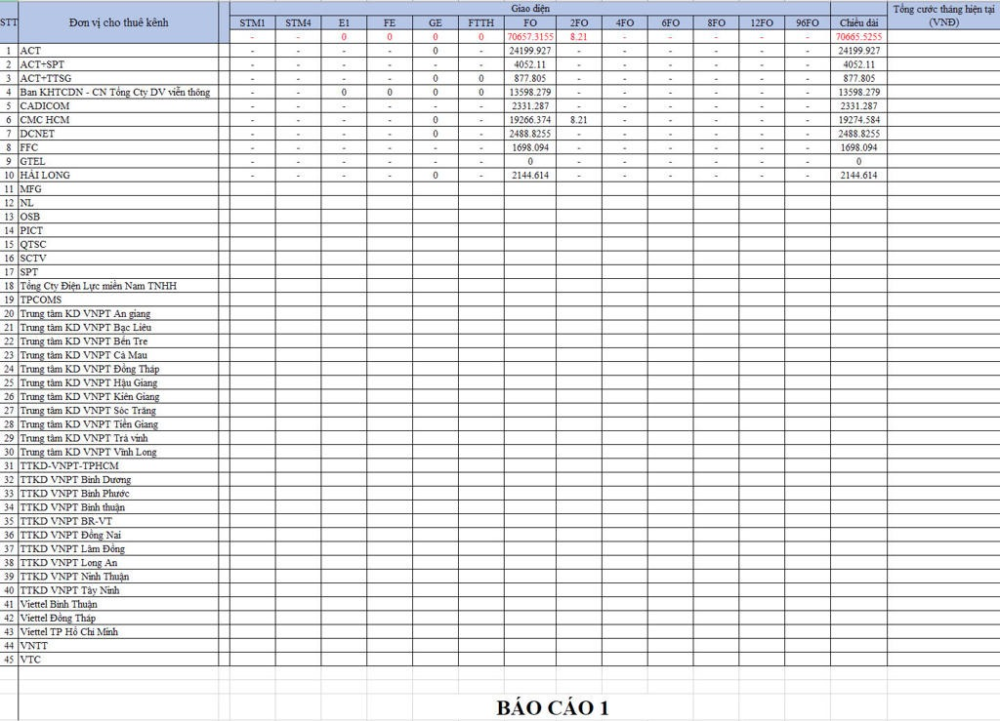 STT Đơn vị cho thuê kênh Giao diện Tổng cước tháng hiện tại (VNĐ)
STM1 STM4 E1 FE GE FTTH FO 2FO 4FO 6FO 8FO 12FO 96FO Chiều dài
- - 0 0 0 0 70657.3155 8.21 - - - - - 70665.5255
1 ACT - - - - 0 - 24199.927 - - - - - - 24199.927
2 ACT+SPT - - - - - - 4052.11 - - - - - - 4052.11
3 ACT+TTSG - - - - 0 0 877.805 - - - - - - 877.805
4 Ban KHTCDN - CN Tổng Cty DV viễn thông - - 0 0 0 0 13598.279 - - - - - - 13598.279
5 CADICOM - - - - - - 2331.287 - - - - - - 2331.287
6 CMC HCM - - - - 0 - 19266.374 8.21 - - - - - 19274.584
7 DCNET - - - - 0 - 2488.8255 - - - - - - 2488.8255
8 FFC - - - - - - 1698.094 - - - - - - 1698.094
9 GTEL - - - - - - 0 - - - - - - 0
10 HẢI LONG - - - - 0 - 2144.614 - - - - - - 2144.614
11 MFG
12 NL
13 OSB
14 PICT
15 QTSC
16 SCTV
17 SPT
18 Tổng Cty Điện Lực miền Nam TNHH
19 TPCOMS
20 Trung tâm KD VNPT An giang
21 Trung tâm KD VNPT Bạc Liêu
22 Trung tâm KD VNPT Bến Tre
23 Trung tâm KD VNPT Cà Mau
24 Trung tâm KD VNPT Đồng Tháp
25 Trung tâm KD VNPT Hậu Giang
26 Trung tâm KD VNPT Kiên Giang
27 Trung tâm KD VNPT Sóc Trăng
28 Trung tâm KD VNPT Tiền Giang
29 Trung tâm KD VNPT Trà vinh
30 Trung tâm KD VNPT Vĩnh Long
31 TTKD-VNPT-TPHCM
32 TTKD VNPT Bình Dương
33 TTKD VNPT Bình Phước
34 TTKD VNPT Bình thuận
35 TTKD VNPT BR-VT
36 TTKD VNPT Đồng Nai
37 TTKD VNPT Lâm Đồng
38 TTKD VNPT Long An
39 TTKD VNPT Ninh Thuận
40 TTKD VNPT Tây Ninh
41 Viettel Bình Thuận
42 Viettel Đồng Tháp
43 Viettel TP Hồ Chí Minh
44 VNTT
45 VTC
BÁO CÁO 1